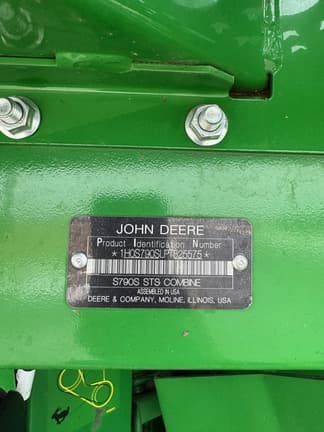 JOHN DEERE
Product Identification Number
*1H0S790SLPT825575*
S790S STS COMBINE
ASSEMBLED IN USA
DEERE & COMPANY, MOLINE, ILLINOIS, USA